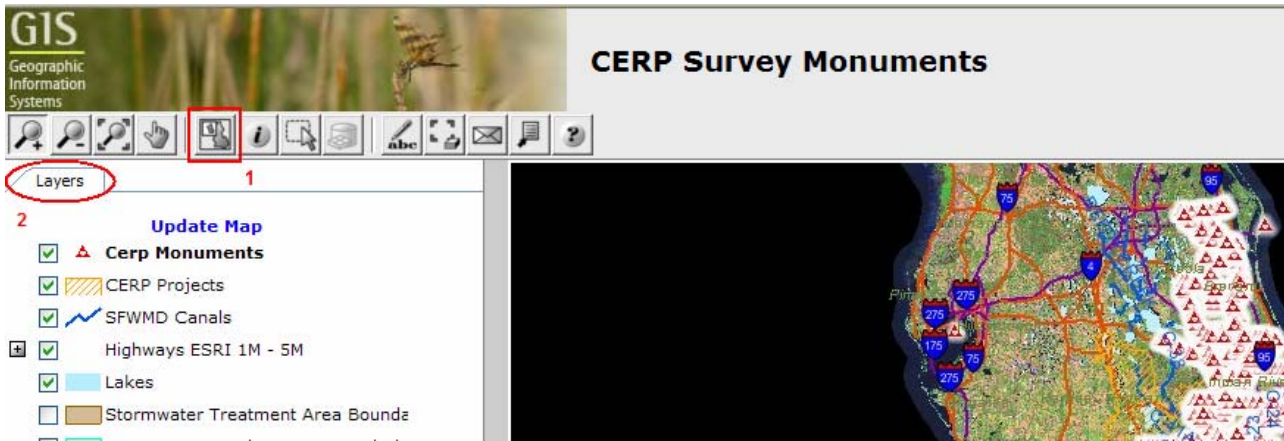 GIS
Geographic
Information
Systems
CERP Survey Monuments
i
abc
?
Layers
1
2
Update Map
Cerp Monuments
CERP Projects
SFWMD Canals
Highways ESRI 1M - 5M
Lakes
Stormwater Treatment Area Bounda
95
75
4
275
275
175
75
275
95